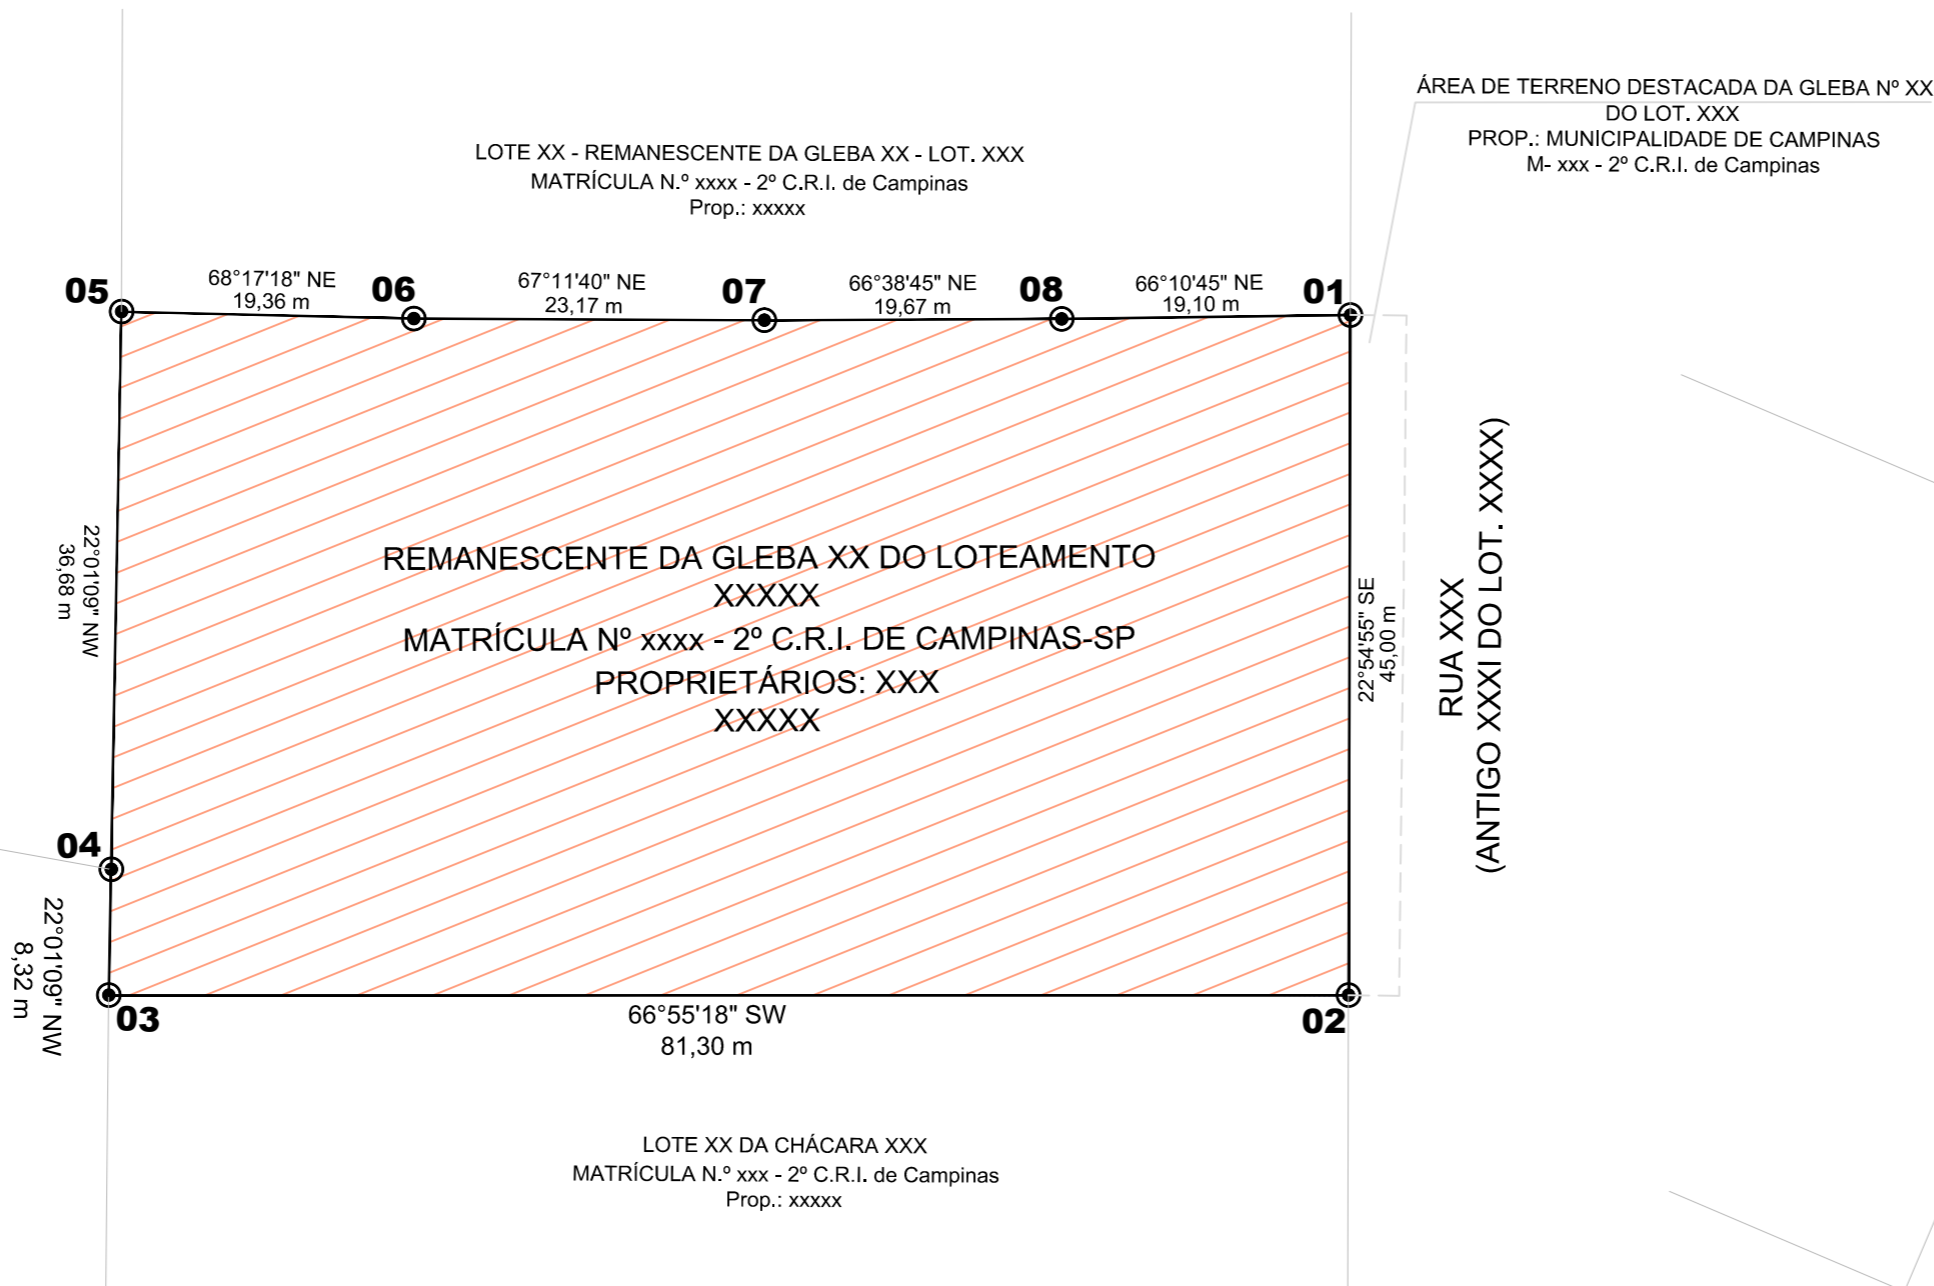 ÁREA DE TERRENO DESTACADA DA GLEBA Nº XX
DO LOT. XXX
PROP.: MUNICIPALIDADE DE CAMPINAS
M- xxx - 2º C.R.I. de Campinas
LOTE XX - REMANESCENTE DA GLEBA XX - LOT. XXX
MATRÍCULA N.º xxxx - 2º C.R.I. de Campinas
Prop.: xxxxx
05
68°17'18" NE
19,36 m
06
67°11'40" NE
23,17 m
07
66°38'45" NE
19,67 m
08
66°10'45" NE
19,10 m
01
22°01'09" NW
36,68 m
REMANESCENTE DA GLEBA XX DO LOTEAMENTO
XXXXX
MATRÍCULA Nº xxxx - 2º C.R.I. DE CAMPINAS-SP
PROPRIETÁRIOS: XXX
XXXXX
22°54'55" SE
45,00 m
RUA XXX
(ANTIGO XXXI DO LOT. XXXX)
04
22°01'09" NW
8,32 m
03
66°55'18" SW
81,30 m
02
LOTE XX DA CHÁCARA XXX
MATRÍCULA N.º xxx - 2º C.R.I. de Campinas
Prop.: xxxxx